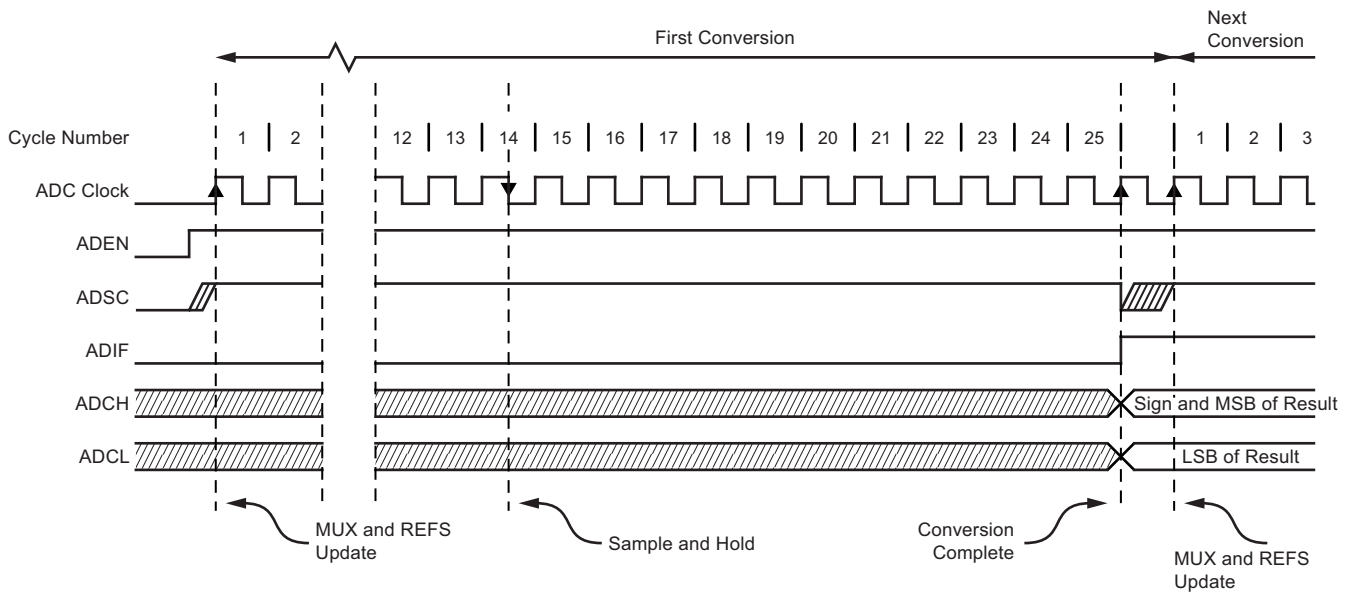 First Conversion
Next
Conversion
Cycle Number 1 2 12 13 14 15 16 17 18 19 20 21 22 23 24 25 1 2 3
ADC Clock
ADEN
ADSC
ADIF
ADCH Sign and MSB of Result
ADCL LSB of Result
MUX and REFS
Update
Sample and Hold
Conversion
Complete
MUX and REFS
Update